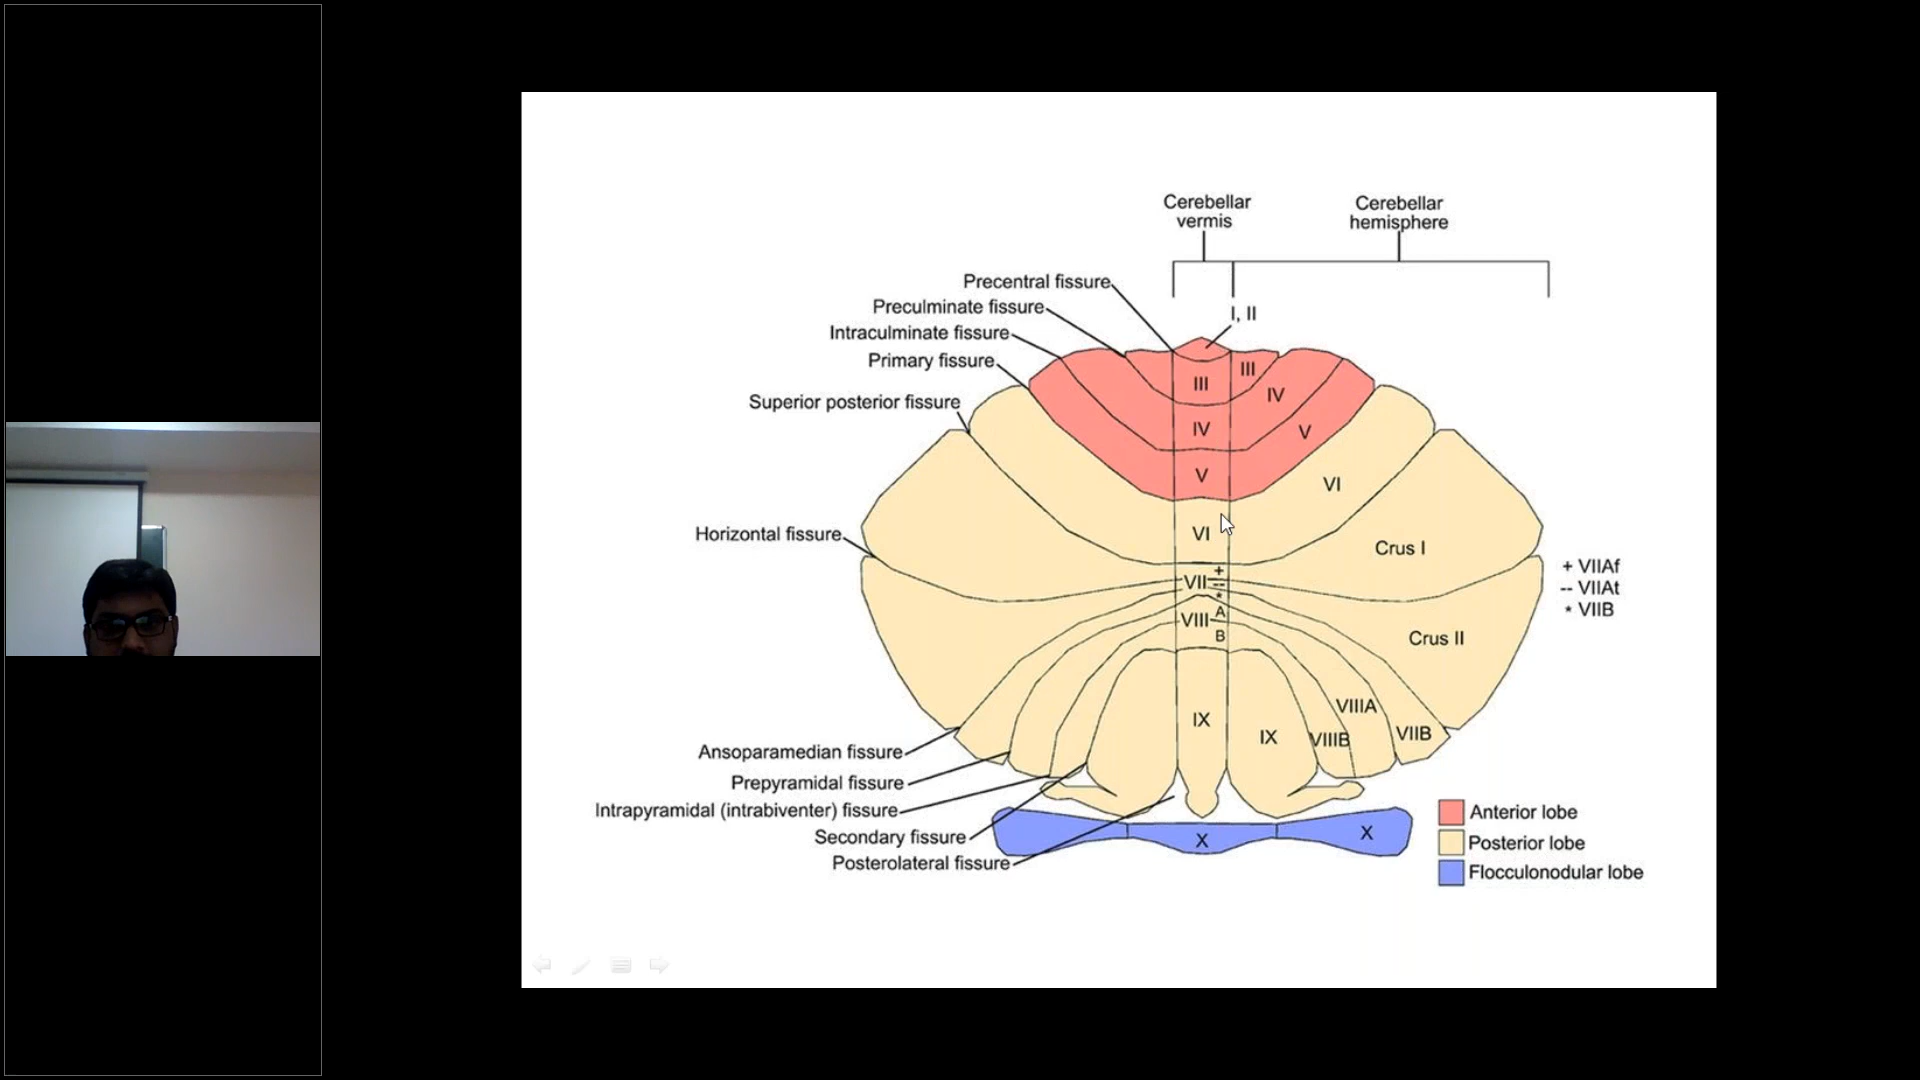 Cerebellar
vermis
Cerebellar
hemisphere
Precentral fissure
Preculminate fissure
I, II
Intraculminate fissure
Primary fissure
III
III
IV
Superior posterior fissure
IV
V
V
VI
Horizontal fissure
VI
Crus I
+ VIIAf
-- VIIAt
* VIIB
VII
+
--
*
VIII
A
B
Crus II
VIIIA
IX
IX
VIIIB
VIIB
Ansoparamedian fissure
Prepyramidal fissure
Intrapyramidal (intrabiventer) fissure
Secondary fissure
Posterolateral fissure
X
X
Anterior lobe
Posterior lobe
Flocculonodular lobe